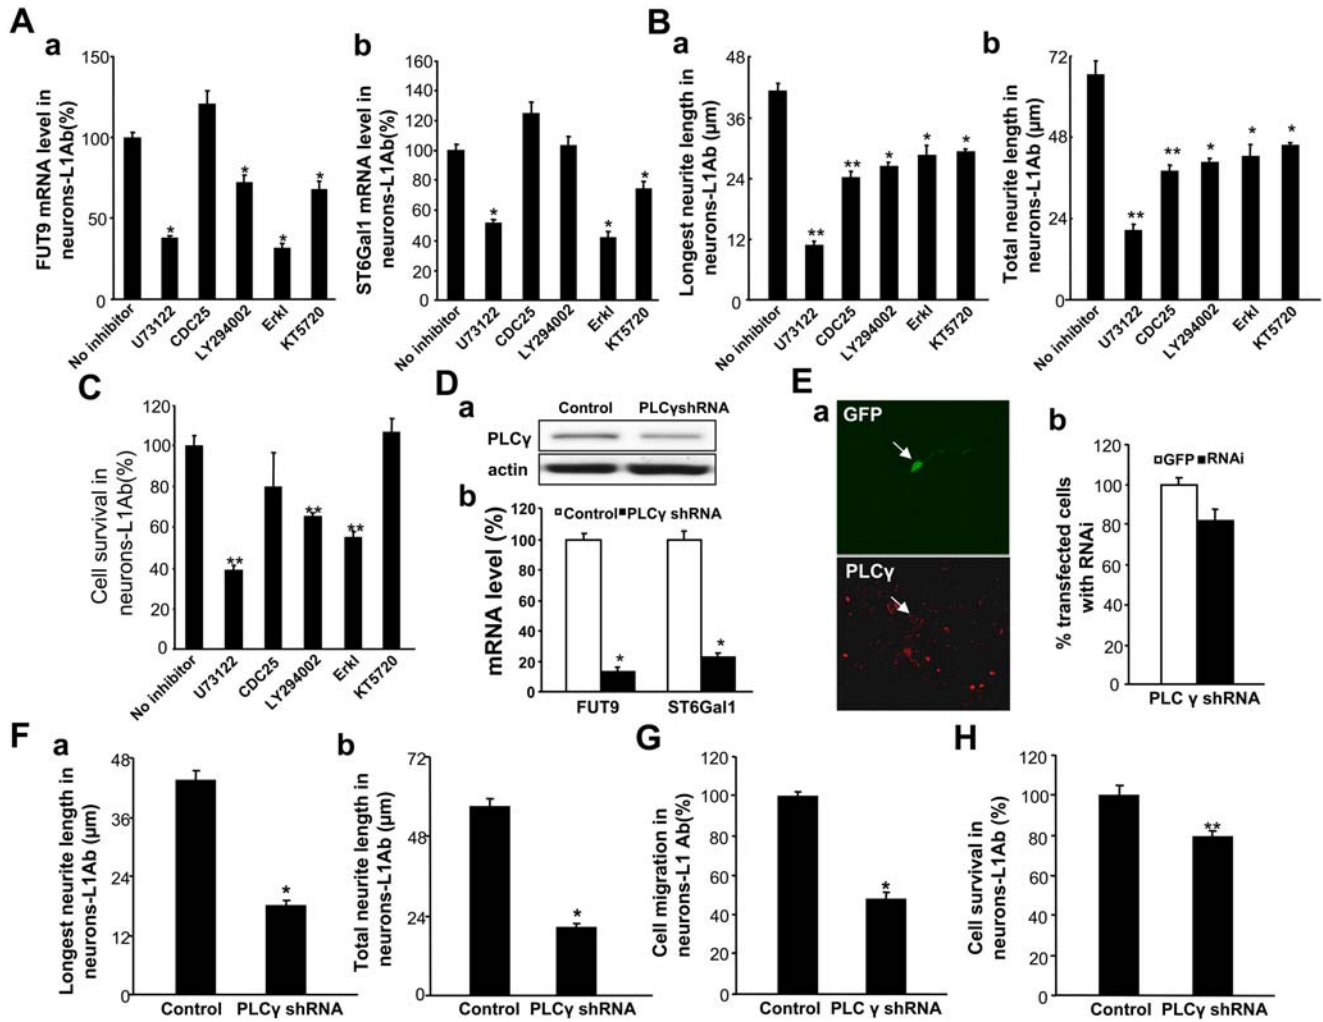 A
a
FUT9 mRNA level in
neurons-L1Ab(%)
150
100
50
0
No inhibitor
U73122
CDC25
LY294002
ErkI
KT5720
* * * *
b
ST6Gal1 mRNA level in
neurons-L1Ab(%)
160
140
120
100
80
60
40
20
0
No inhibitor
U73122
CDC25
LY294002
ErkI
KT5720
* * *
B
a
Longest neurite length in
neurons-L1Ab (μm)
48
36
24
12
0
No inhibitor
U73122
CDC25
LY294002
ErkI
KT5720
** ** * * *
b
Total neurite length in
neurons-L1Ab (μm)
72
48
24
0
No inhibitor
U73122
CDC25
LY294002
ErkI
KT5720
** ** * * *
C
Cell survival in
neurons-L1Ab(%)
120
100
80
60
40
20
0
No inhibitor
U73122
CDC25
LY294002
ErkI
KT5720
** ** **
D
a
Control PLCγshRNA
PLCγ
actin
b
mRNA level (%)
120
100
80
60
40
20
0
Control PLCγ shRNA
* *
FUT9 ST6Gal1
E
a
GFP
PLCγ
b
% transfected cells
with RNAi
120
100
80
60
40
20
0
GFP RNAi
PLC γ shRNA
F
a
Longest neurite length in
neurons-L1Ab (μm)
48
36
24
12
0
*
Control PLCγ shRNA
b
Total neurite length in
neurons-L1Ab (μm)
72
48
24
0
*
Control PLCγ shRNA
G
Cell migration in
neurons-L1 Ab(%)
120
100
80
60
40
20
0
*
Control PLC γ shRNA
H
Cell survival in
neurons-L1Ab (%)
120
100
80
60
40
20
0
**
Control PLCγ shRNA